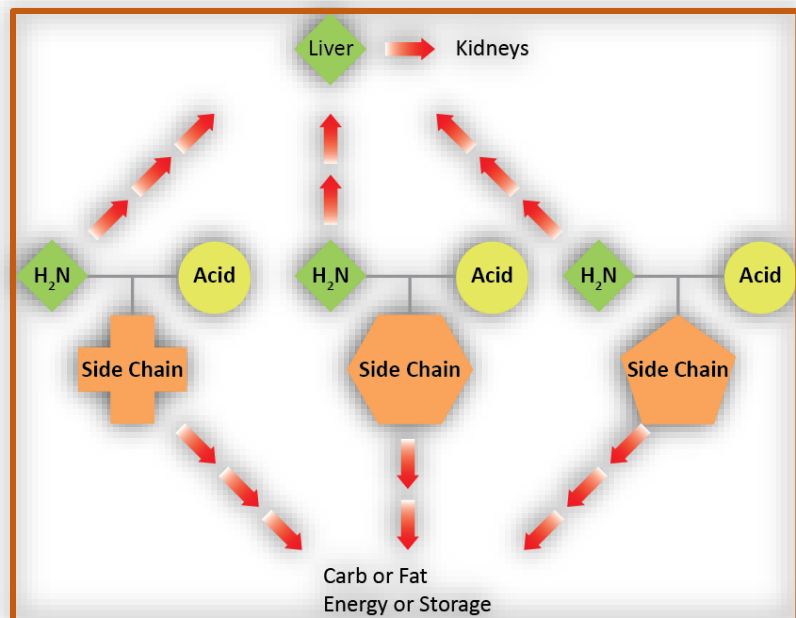 Liver
Kidneys
H₂N
Acid
H₂N
Acid
H₂N
Acid
Side Chain
Side Chain
Side Chain
Carb or Fat
Energy or Storage